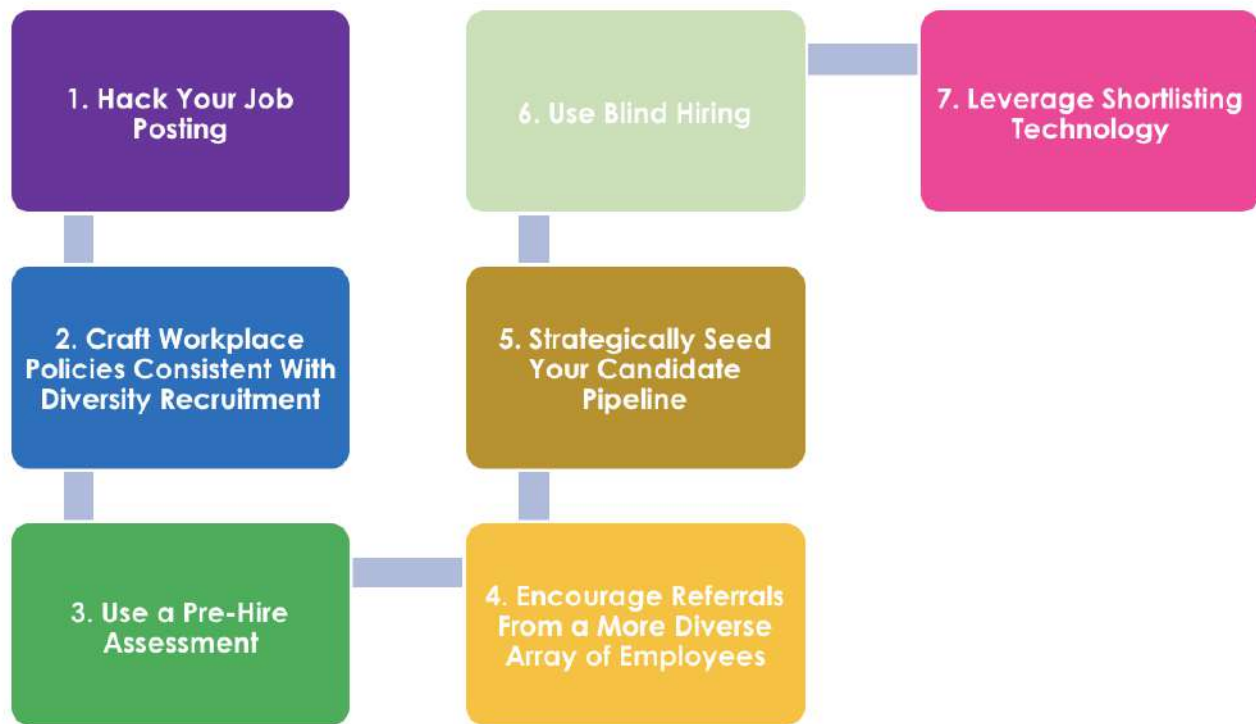 1. Hack Your Job
Posting
2. Craft Workplace
Policies Consistent With
Diversity Recruitment
3. Use a Pre-Hire
Assessment
4. Encourage Referrals
From a More Diverse
Array of Employees
5. Strategically Seed
Your Candidate
Pipeline
6. Use Blind Hiring
7. Leverage Shortlisting
Technology